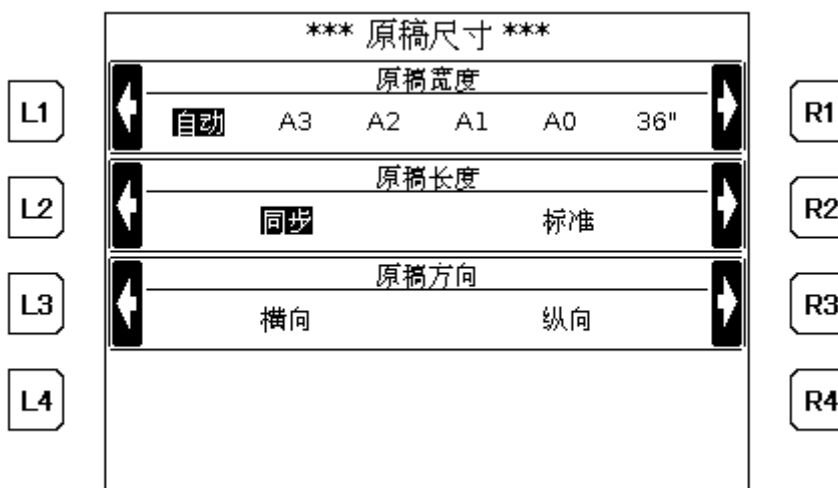 *** 原稿尺寸 ***
原稿宽度
L1 自动 A3 A2 A1 A0 36" R1
原稿长度
L2 同步 标准 R2
原稿方向
L3 横向 纵向 R3
L4 R4